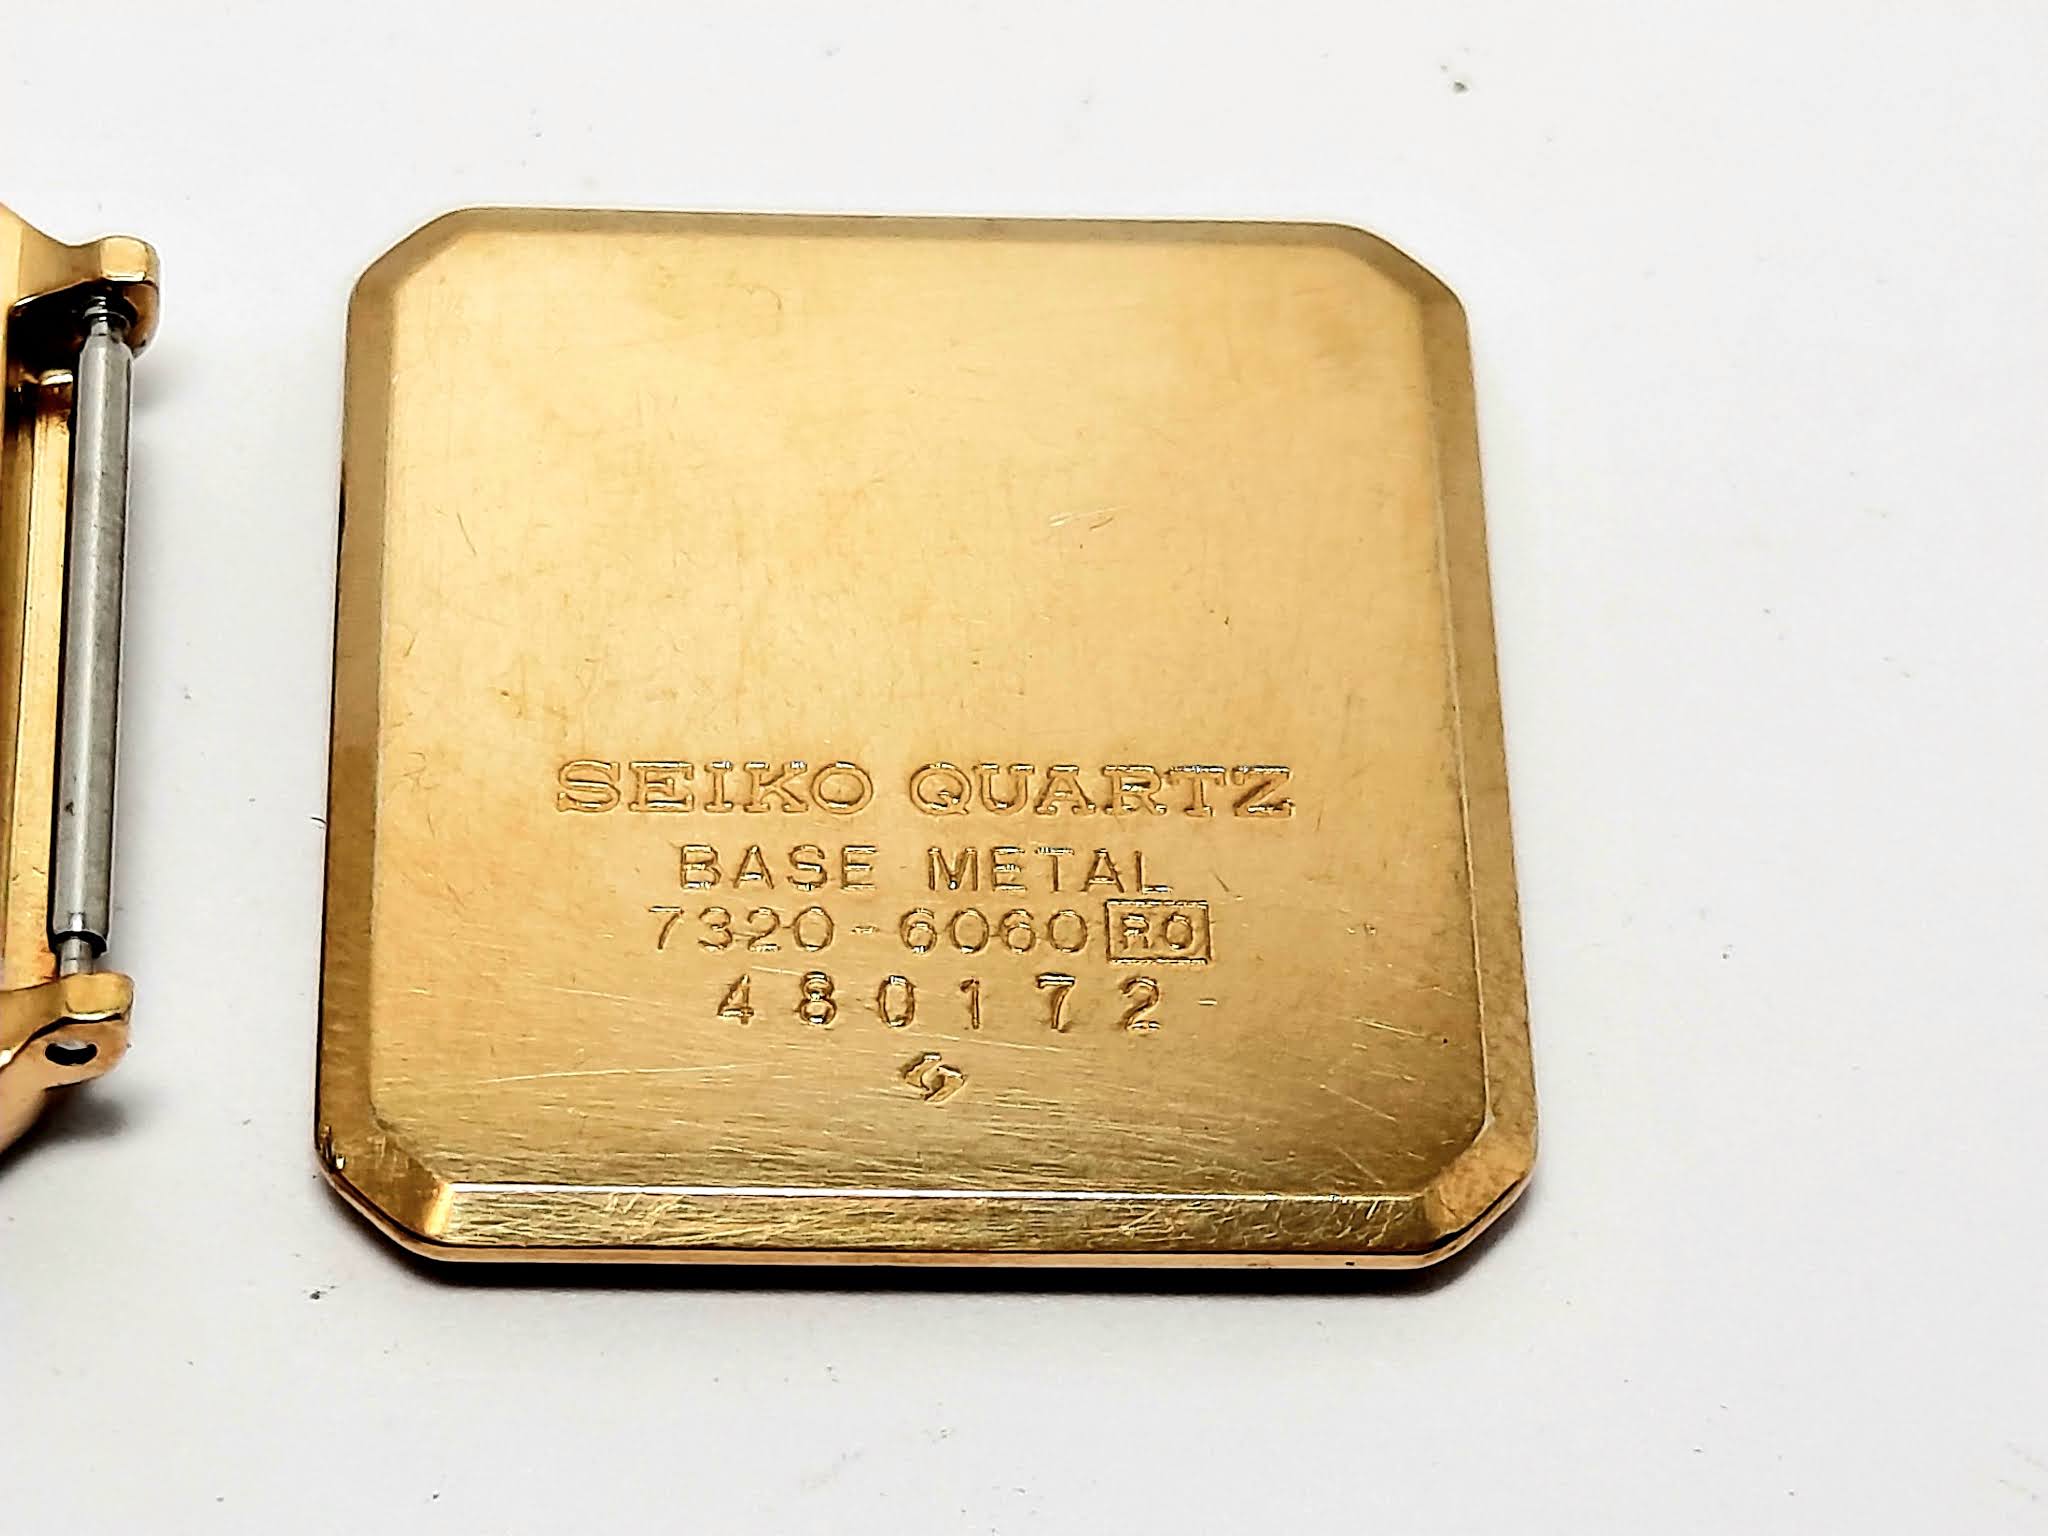 SEIKO QUARTZ
BASE METAL
7320-6060 R0
480172